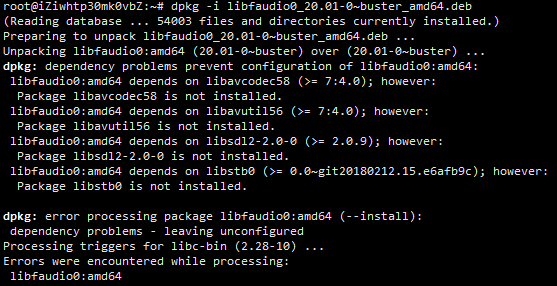 root@iZiwhtp30mk0vbZ:~# dpkg -i libfaudio0_20.01-0~buster_amd64.deb
(Reading database ... 54003 files and directories currently installed.)
Preparing to unpack libfaudio0_20.01-0~buster_amd64.deb ...
Unpacking libfaudio0:amd64 (20.01-0~buster) over (20.01-0~buster) ...
dpkg: dependency problems prevent configuration of libfaudio0:amd64:
 libfaudio0:amd64 depends on libavcodec58 (>= 7:4.0); however:
  Package libavcodec58 is not installed.
 libfaudio0:amd64 depends on libavutil56 (>= 7:4.0); however:
  Package libavutil56 is not installed.
 libfaudio0:amd64 depends on libsdl2-2.0-0 (>= 2.0.9); however:
  Package libsdl2-2.0-0 is not installed.
 libfaudio0:amd64 depends on libstb0 (>= 0.0~git20180212.15.e6afb9c); however:
  Package libstb0 is not installed.

dpkg: error processing package libfaudio0:amd64 (--install):
 dependency problems - leaving unconfigured
Processing triggers for libc-bin (2.28-10) ...
Errors were encountered while processing:
 libfaudio0:amd64